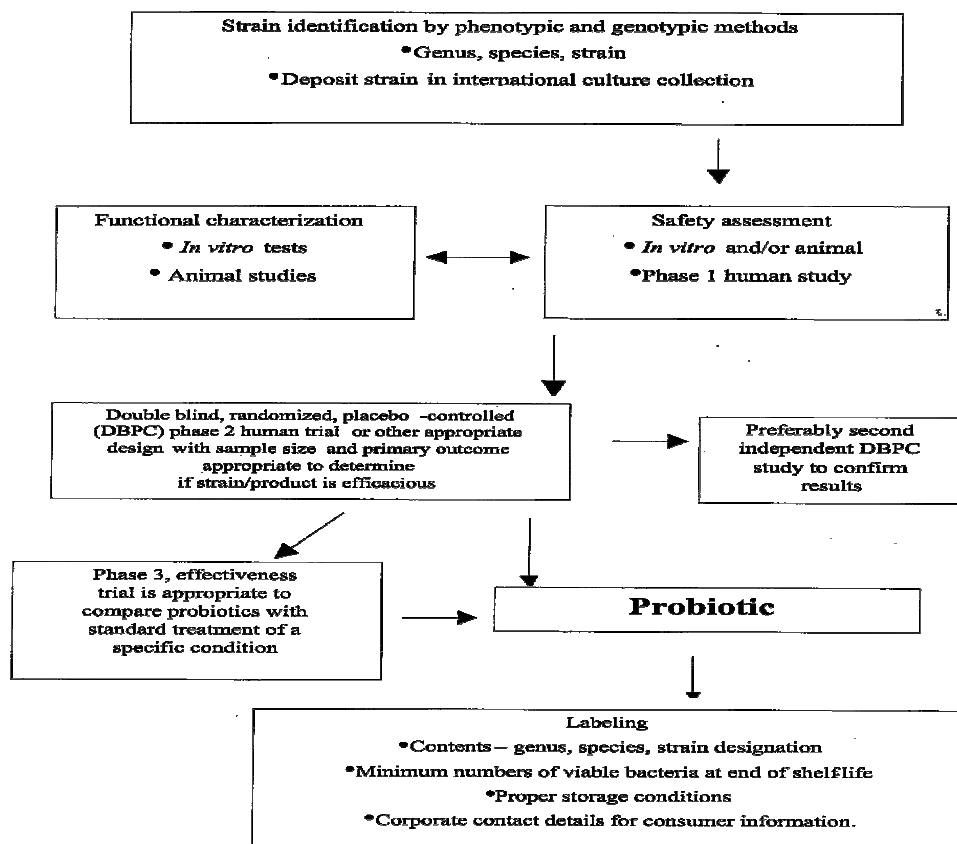 Strain identification by phenotypic and genotypic methods
•Genus, species, strain
•Deposit strain in international culture collection
Functional characterization
• In vitro tests
• Animal studies
Safety assessment
• In vitro and/or animal
•Phase 1 human study
Double blind, randomized, placebo -controlled
(DBPC) phase 2 human trial or other appropriate
design with sample size and primary outcome
appropriate to determine
if strain/product is efficacious
Preferably second
independent DBPC
study to confirm
results
Phase 3, effectiveness
trial is appropriate to
compare probiotics with
standard treatment of a
specific condition
Probiotic
Labeling
•Contents – genus, species, strain designation
•Minimum numbers of viable bacteria at end of shelflife
•Proper storage conditions
•Corporate contact details for consumer information.